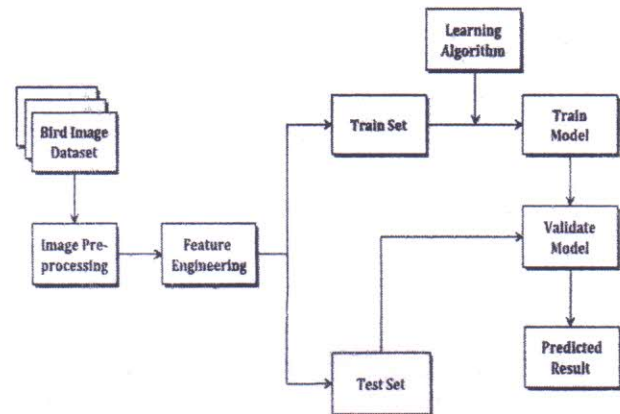 Learning
Algorithm
Bird Image
Dataset
Train Set
Train
Model
Image Pre-
processing
Feature
Engineering
Validate
Model
Test Set
Predicted
Result